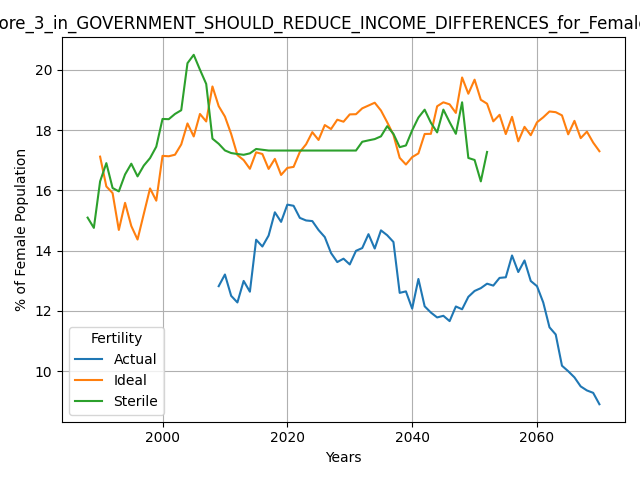 ore_3_in_GOVERNMENT_SHOULD_REDUCE_INCOME_DIFFERENCES_for_Female
20
18
16
14
12
10
% of Female Population
Fertility
Actual
Ideal
Sterile
2000 2020 2040 2060
Years